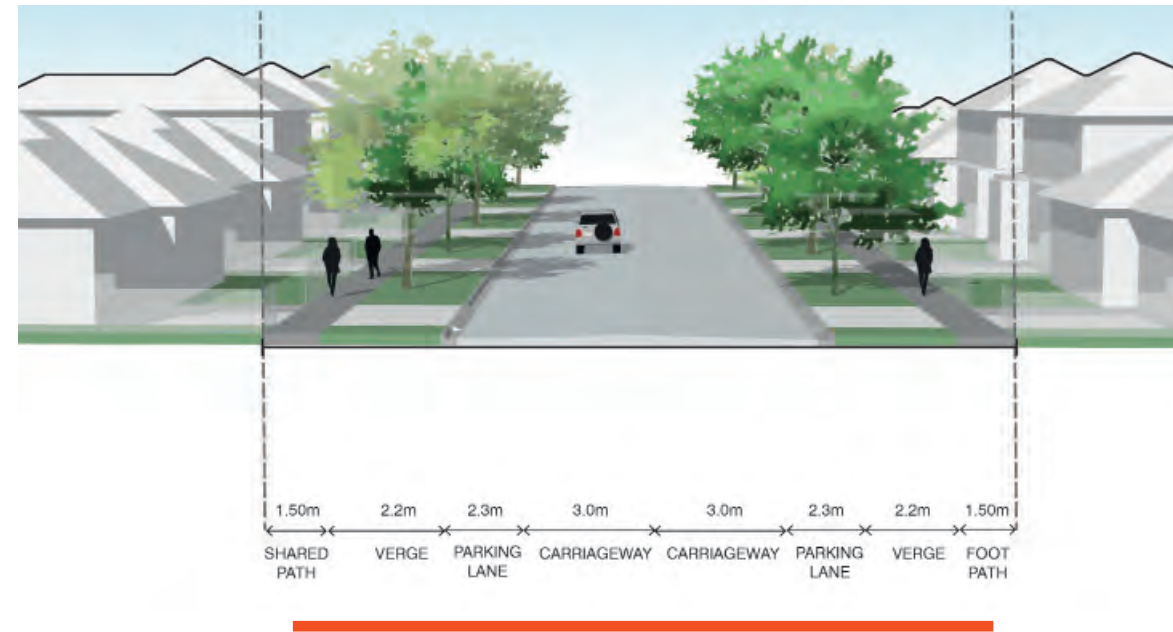 1.50m 2.2m 2.3m 3.0m 3.0m 2.3m 2.2m 1.50m
SHARED VERGE PARKING CARRIAGEWAY CARRIAGEWAY PARKING VERGE FOOT
PATH LANE LANE PATH